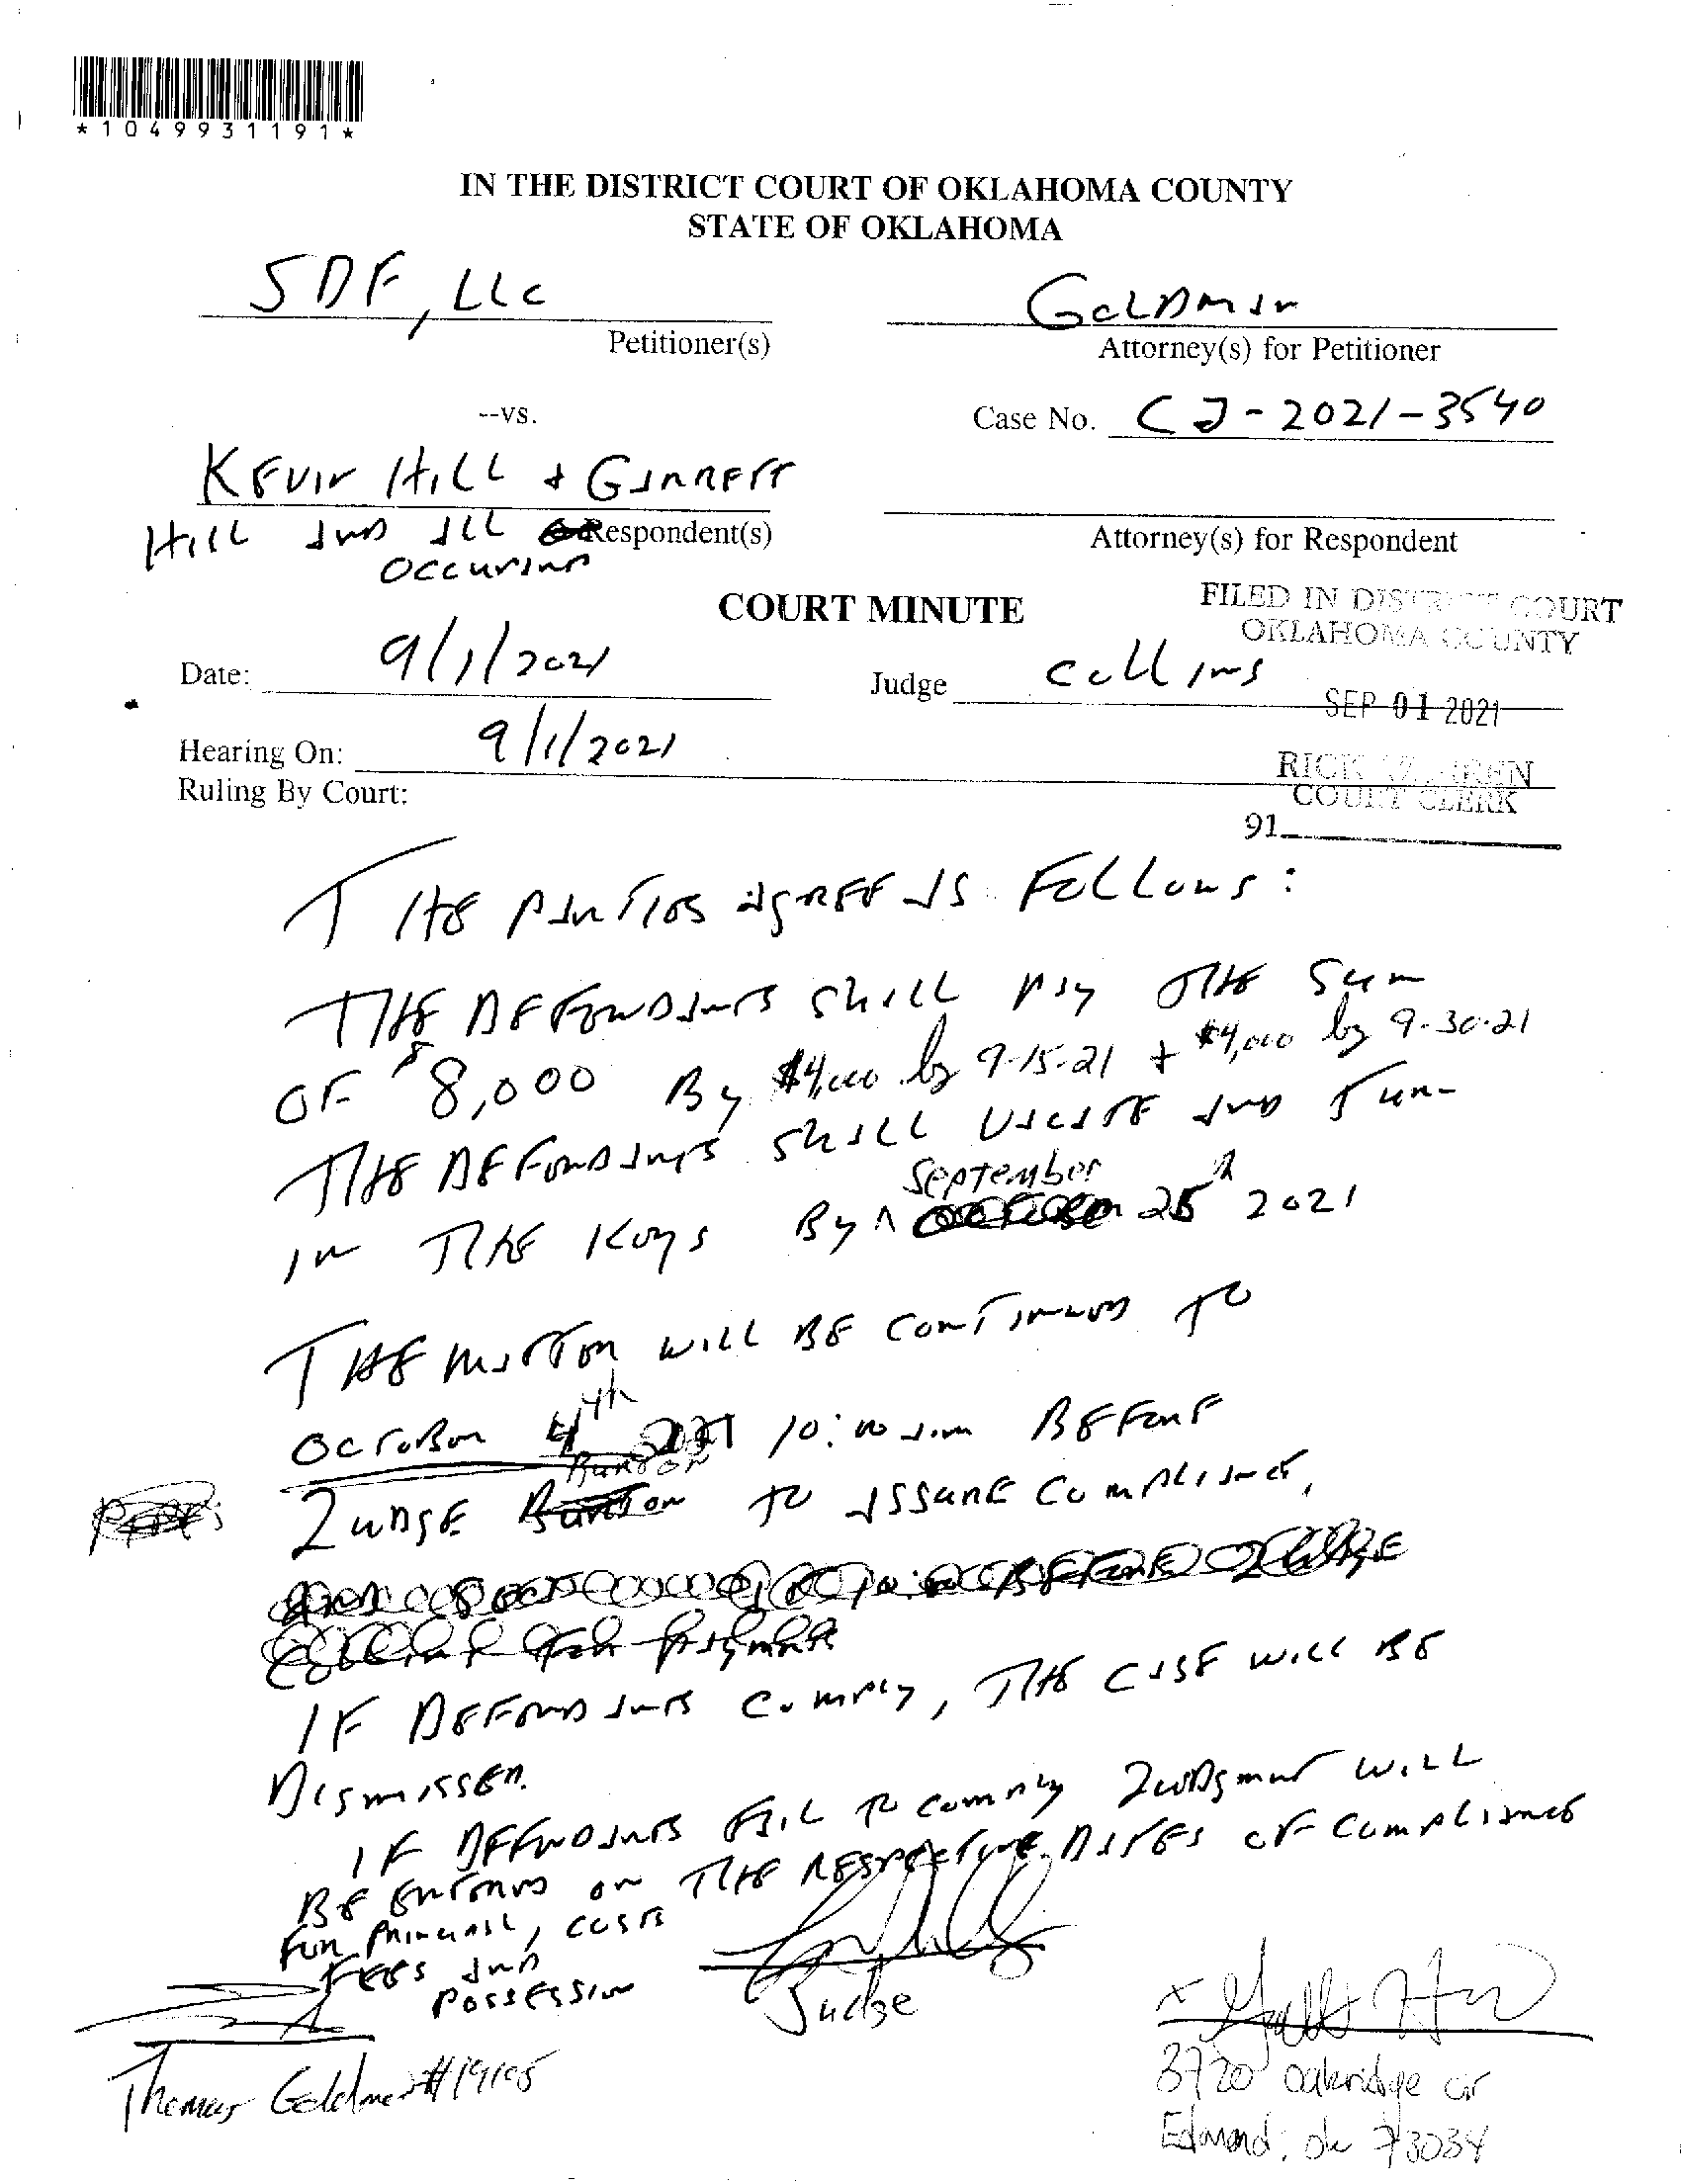 *1049931191*
IN THE DISTRICT COURT OF OKLAHOMA COUNTY
STATE OF OKLAHOMA
SDF, LLC
Petitioner(s)
Goldman
Attorney(s) for Petitioner
--vs.
Case No. CJ-2021-3540
KEVIN HILL + GARRETT
HILL AND ALL Respondent(s)
OCCUPANT
Attorney(s) for Respondent
COURT MINUTE
FILED IN DISTRICT COURT
OKLAHOMA COUNTY
Date: 9/1/2021
Judge Collins
SEP 01 2021
Hearing On: 9/1/2021
RICK WARREN
COURT CLERK
Ruling By Court:
91
THE PARTIES AGREE AS FOLLOWS:
THE DEFENDANTS SHALL PAY THE SUM
OF $8,000 By $4,000 by 9-15-21 + $4,000 by 9-30-21
THE DEFENDANTS SHALL VACATE AND TURN
IN THE KEYS By September 25th 2021
THE MATTER WILL BE CONTINUED TO
OCTOBER 4th 2021 10:00 a.m BEFORE
JUDGE Burton TO ASSURE COMPLIANCE,
IF DEFENDANTS COMPLY, THE CASE WILL BE
DISMISSED.
IF DEFENDANTS FAIL TO COMPLY JUDGMENT WILL
BE ENTERED ON THE RESPECTIVE DATES OF COMPLIANCE
FOR PRINCIPAL, COSTS
FEES AND
POSSESSION
Judge
Thomas Goldman #19105
3720 Oakridge cir
Edmond, ok 73034